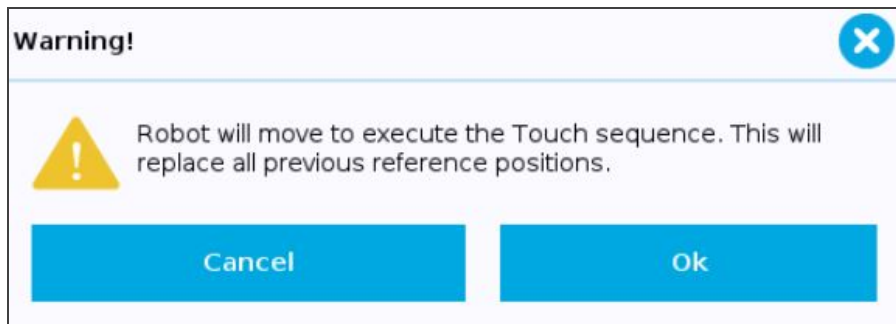 Warning!
Robot will move to execute the Touch sequence. This will
replace all previous reference positions.
Cancel
Ok